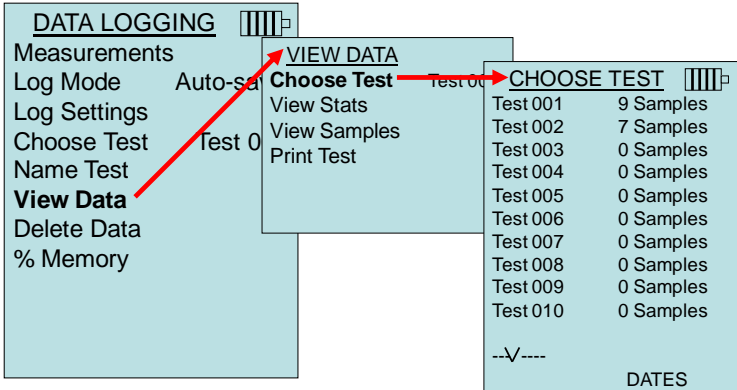 DATA LOGGING
Measurements
Log Mode
Log Settings
Choose Test Test
Name Test
View Data
Delete Data
% Memory
VIEW DATA
Choose Test Test
View Stats
View Samples
Print Test
CHOOSE TEST
Test 001 9 Samples
Test 002 7 Samples
Test 003 0 Samples
Test 004 0 Samples
Test 005 0 Samples
Test 006 0 Samples
Test 007 0 Samples
Test 008 0 Samples
Test 009 0 Samples
Test 010 0 Samples
--V----
DATES